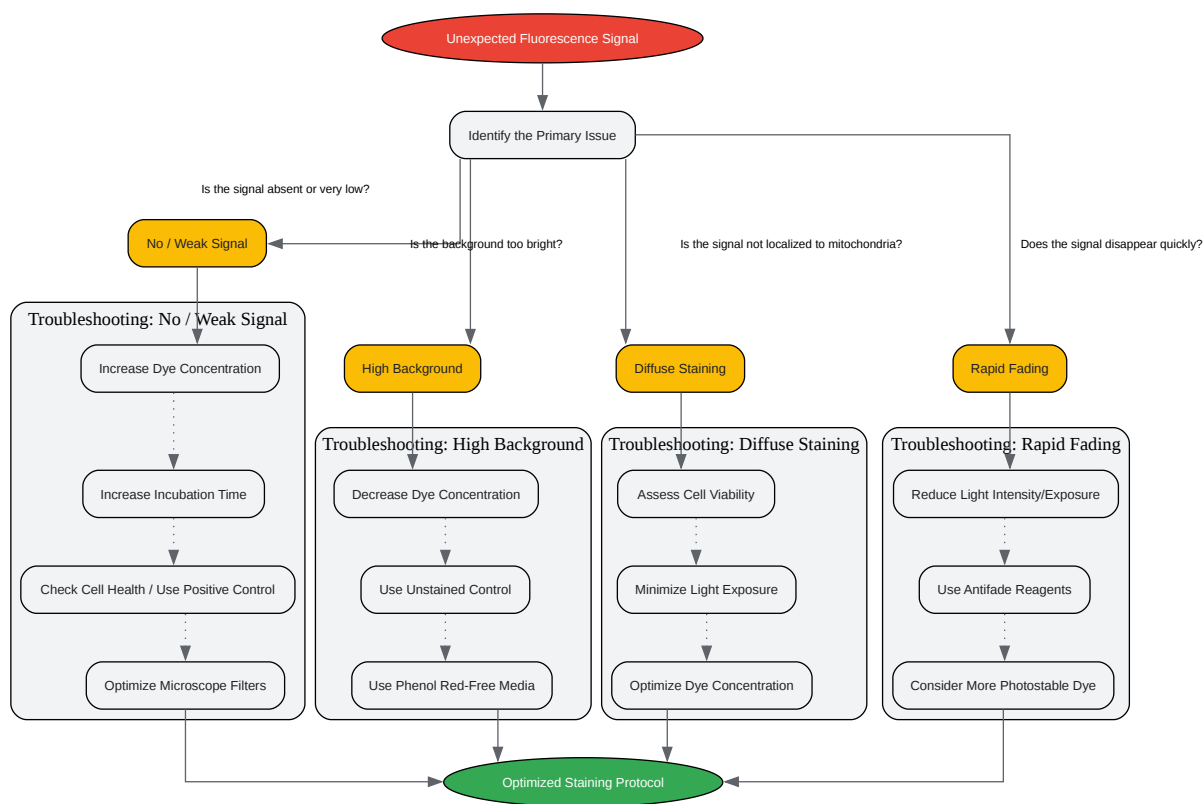 Unexpected Fluorescence Signal
Identify the Primary Issue
Is the signal absent or very low?
No / Weak Signal
Is the background too bright?
Is the signal not localized to mitochondria?
Does the signal disappear quickly?
Troubleshooting: No / Weak Signal
Increase Dye Concentration
High Background
Diffuse Staining
Rapid Fading
Troubleshooting: High Background
Troubleshooting: Diffuse Staining
Troubleshooting: Rapid Fading
Increase Incubation Time
Decrease Dye Concentration
Assess Cell Viability
Reduce Light Intensity/Exposure
Check Cell Health / Use Positive Control
Use Unstained Control
Minimize Light Exposure
Use Antifade Reagents
Optimize Microscope Filters
Use Phenol Red-Free Media
Optimize Dye Concentration
Consider More Photostable Dye
Optimized Staining Protocol